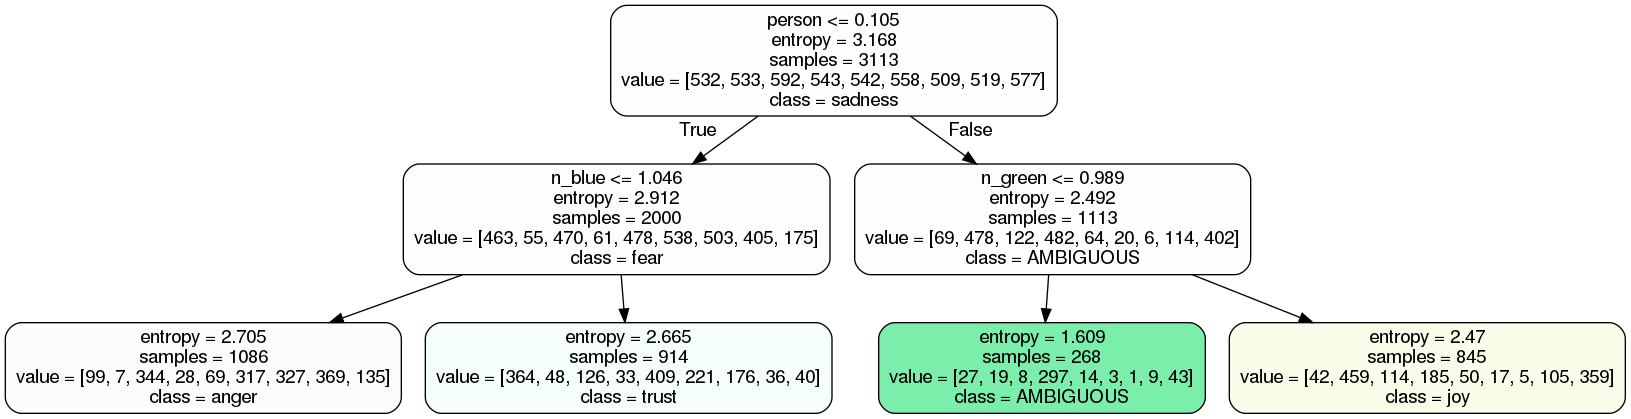 person <= 0.105
entropy = 3.168
samples = 3113
value = [532, 533, 592, 543, 542, 558, 509, 519, 577]
class = sadness
True
False
n_blue <= 1.046
entropy = 2.912
samples = 2000
value = [463, 55, 470, 61, 478, 538, 503, 405, 175]
class = fear
n_green <= 0.989
entropy = 2.492
samples = 1113
value = [69, 478, 122, 482, 64, 20, 6, 114, 402]
class = AMBIGUOUS
entropy = 2.705
samples = 1086
value = [99, 7, 344, 28, 69, 317, 327, 369, 135]
class = anger
entropy = 2.665
samples = 914
value = [364, 48, 126, 33, 409, 221, 176, 36, 40]
class = trust
entropy = 1.609
samples = 268
value = [27, 19, 8, 297, 14, 3, 1, 9, 43]
class = AMBIGUOUS
entropy = 2.47
samples = 845
value = [42, 459, 114, 185, 50, 17, 5, 105, 359]
class = joy